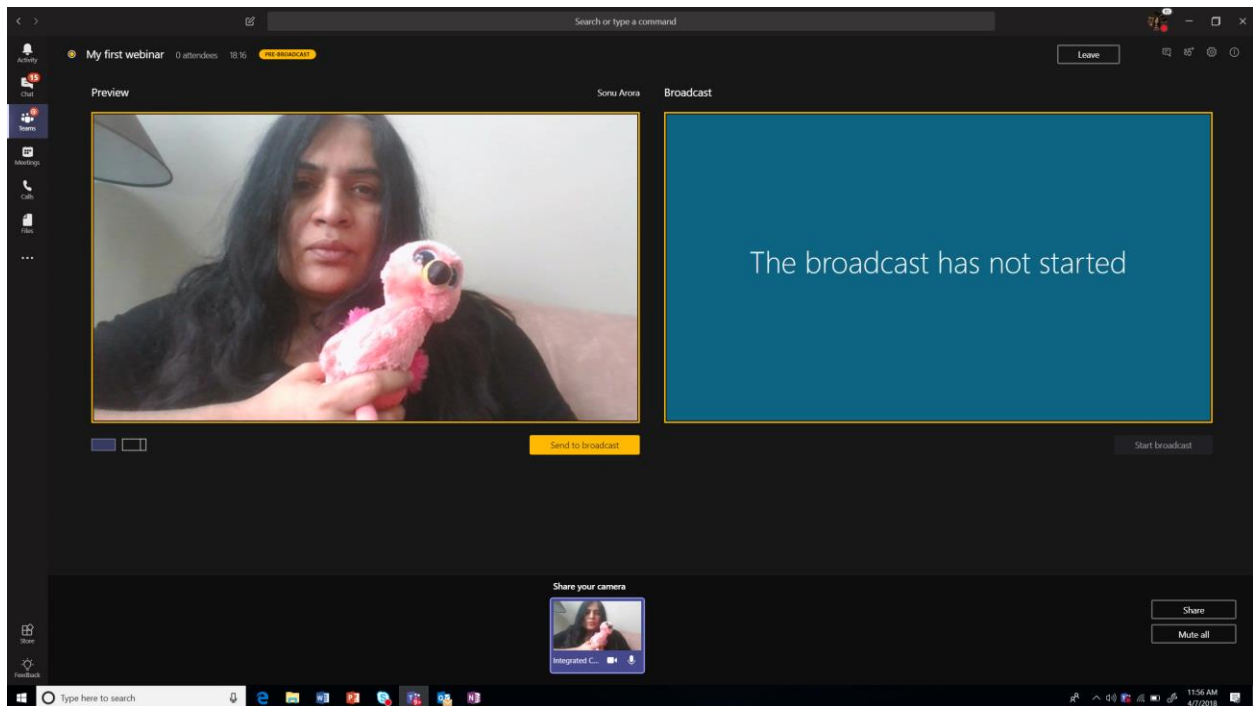 Search or type a command
Activity
My first webinar 0 attendees 18:16 PRE-BROADCAST
Leave
15
Chat
Teams
Meetings
Calls
Files
Preview
Sonu Arora
Broadcast
The broadcast has not started
Send to broadcast
Start broadcast
Share your camera
Integrated C...
Share
Mute all
Store
Feedback
Type here to search
11:56 AM
4/7/2018